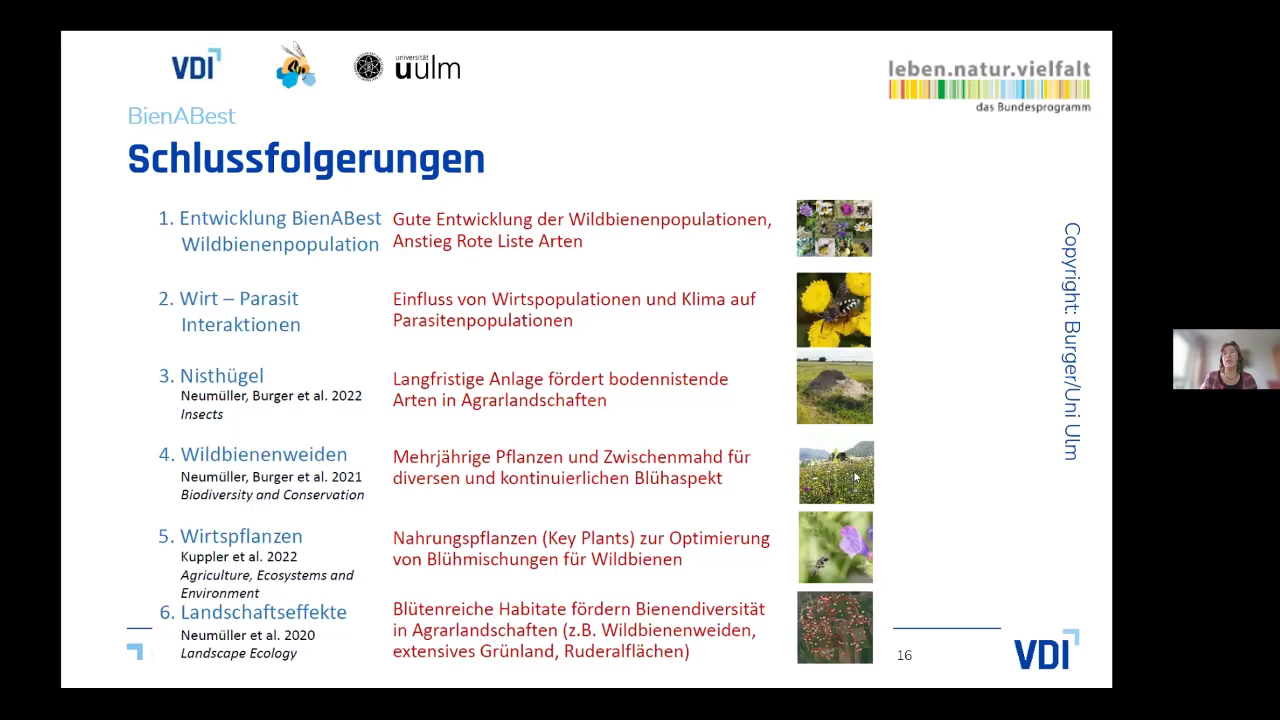 VDI
universität
uulm
leben.natur.vielfalt
das Bundesprogramm
BienABest
Schlussfolgerungen
1. Entwicklung BienABest
Wildbienenpopulation
Gute Entwicklung der Wildbienenpopulationen,
Anstieg Rote Liste Arten
2. Wirt – Parasit
Interaktionen
Einfluss von Wirtspopulationen und Klima auf
Parasitenpopulationen
3. Nisthügel
Neumüller, Burger et al. 2022
Insects
Langfristige Anlage fördert bodennistende
Arten in Agrarlandschaften
4. Wildbienenweiden
Neumüller, Burger et al. 2021
Biodiversity and Conservation
Mehrjährige Pflanzen und Zwischenmahd für
diversen und kontinuierlichen Blühaspekt
5. Wirtspflanzen
Kuppler et al. 2022
Agriculture, Ecosystems and
Environment
Nahrungspflanzen (Key Plants) zur Optimierung
von Blühmischungen für Wildbienen
6. Landschaftseffekte
Neumüller et al. 2020
Landscape Ecology
Blütenreiche Habitate fördern Bienendiversität
in Agrarlandschaften (z.B. Wildbienenweiden,
extensives Grünland, Ruderalflächen)
Copyright: Burger/Uni Ulm
16
VDI